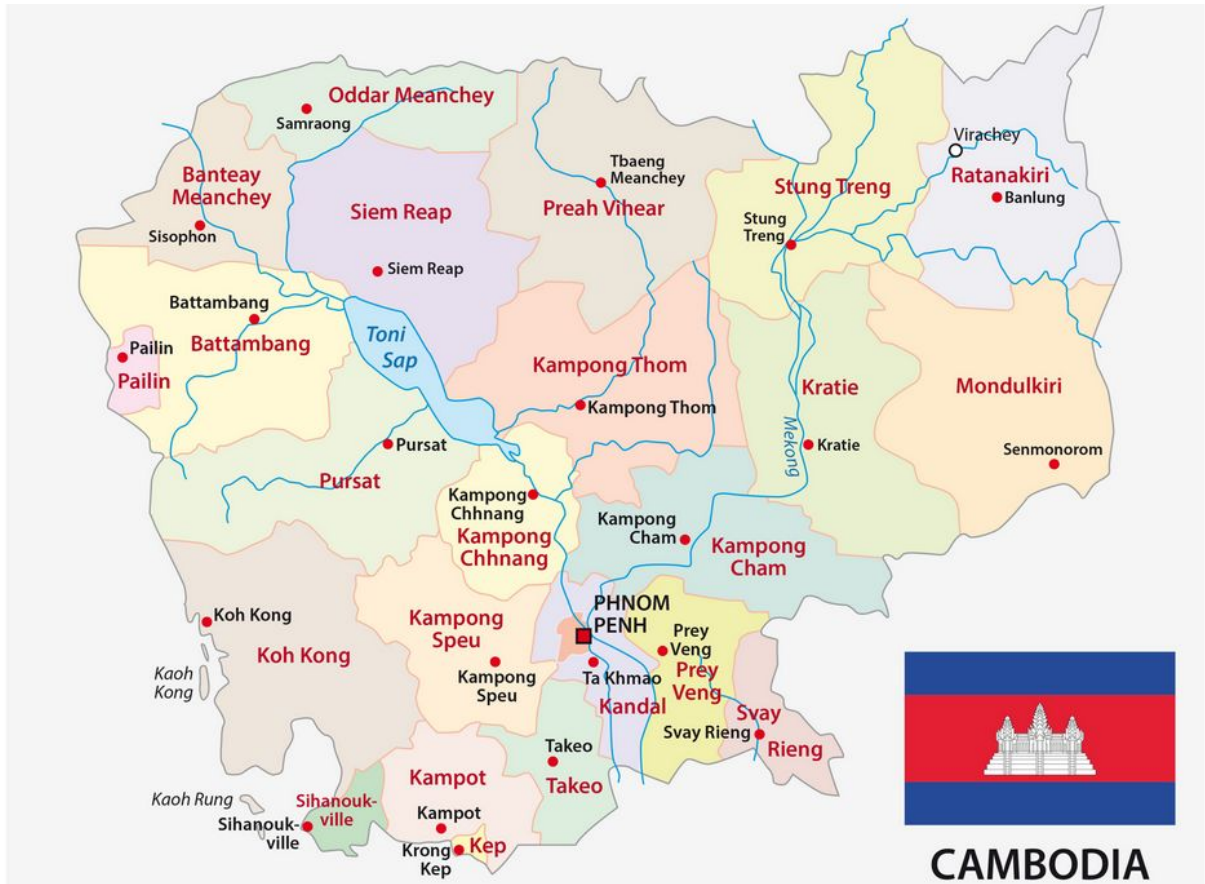 Oddar Meanchey
Samraong
Virachey
Tbaeng
Meanchey
Banteay
Meanchey
Stung Treng
Ratanakiri
Banlung
Siem Reap
Preah Vihear
Sisophon
Stung
Treng
Siem Reap
Battambang
Toni
Sap
Battambang
Pailin
Pailin
Kampong Thom
Kratie
Mondulkiri
Kampong Thom
Mekong
Pursat
Kratie
Senmonorom
Pursat
Kampong
Chhnang
Kampong
Chhnang
Kampong
Cham
Kampong
Cham
Koh Kong
Kampong
Speu
PHNOM
PENH
Prey
Veng
Koh Kong
Kaoh
Kong
Kampong
Speu
Ta Khmao
Prey
Veng
Kandal
Svay
Rieng
Svay Rieng
Takeo
Takeo
Kampot
Kaoh Rung
Sihanouk-
ville
Sihanouk-
ville
Kampot
Kep
Krong
Kep
CAMBODIA